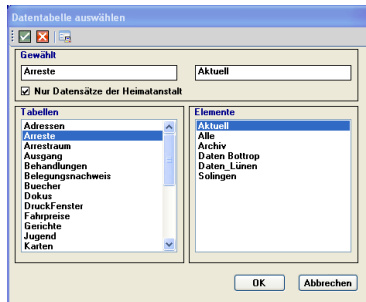 Datentabelle auswählen
Gewählt
Arreste
Aktuell
Nur Datensätze der Heimatanstalt
Tabellen
Adressen
Arreste
Arrestraum
Ausgang
Behandlungen
Belegungsnachweis
Buecher
Dokus
DruckFenster
Fahrpreise
Gerichte
Jugend
Karten
Elemente
Aktuell
Alle
Archiv
Daten Bottrop
Daten_Lünen
Solingen
OK
Abbrechen